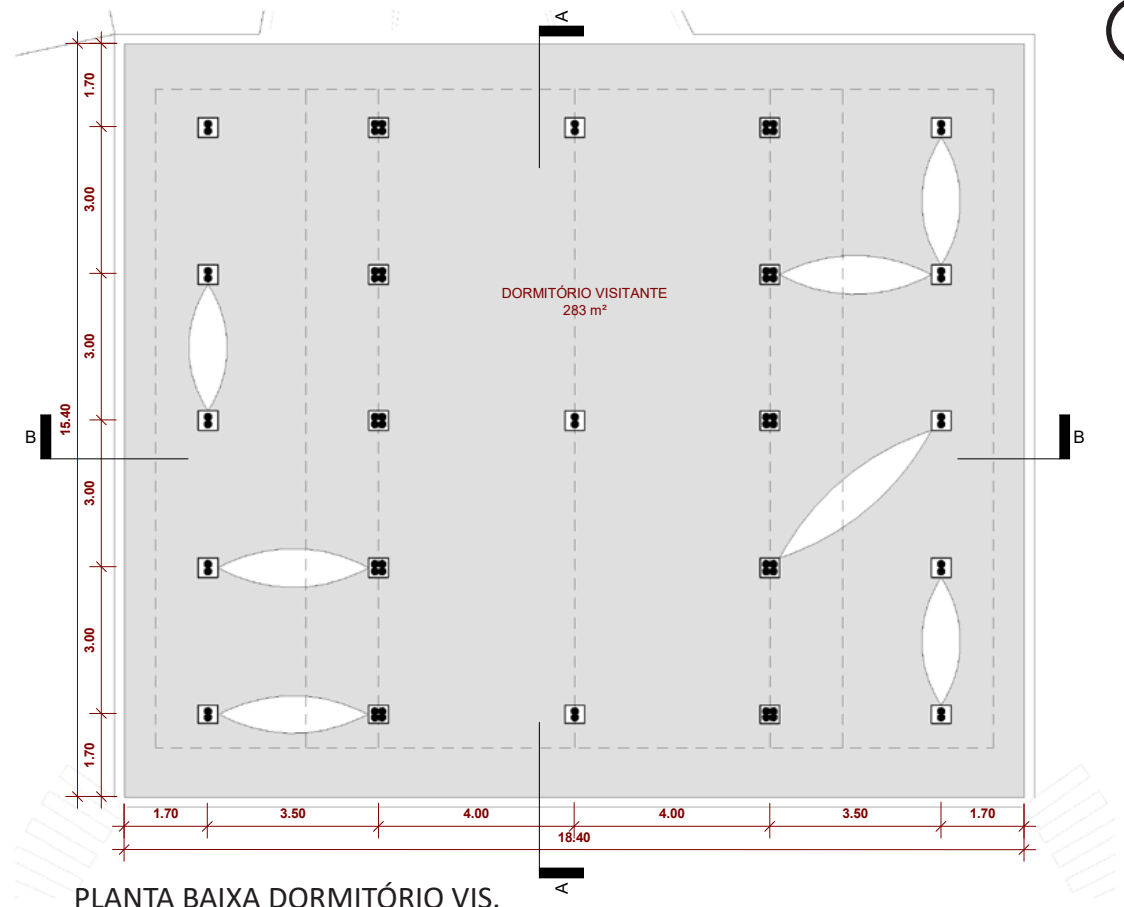 A
1.70
3.00
DORMITÓRIO VISITANTE
283 m²
3.00
15.40
B
B
3.00
3.00
1.70
1.70
3.50
4.00
4.00
3.50
1.70
18.40
A
PLANTA BAIXA DORMITÓRIO VIS.